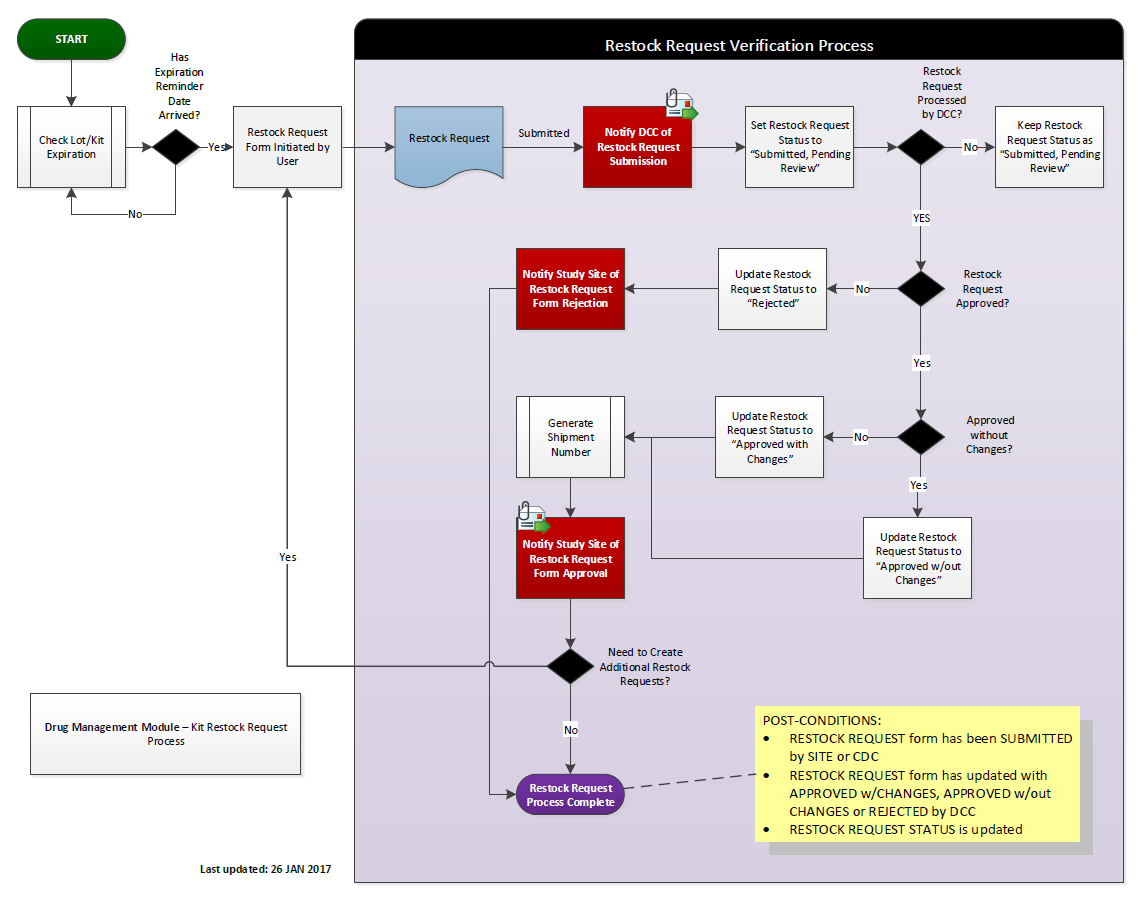 START
Has
Expiration
Reminder
Date
Arrived?
Check Lot/Kit
Expiration
Yes
No
Restock Request
Form Initiated by
User
Restock Request Verification Process
Restock Request
Submitted
Notify DCC of
Restock Request
Submission
Set Restock Request
Status to
“Submitted, Pending
Review”
Restock
Request
Processed
by DCC?
No
Keep Restock
Request Status as
“Submitted, Pending
Review”
YES
Restock
Request
Approved?
No
Update Restock
Request Status to
“Rejected”
Notify Study Site of
Restock Request
Form Rejection
Yes
Approved
without
Changes?
No
Update Restock
Request Status to
“Approved with
Changes”
Generate
Shipment
Number
Yes
Update Restock
Request Status to
“Approved w/out
Changes”
Notify Study Site of
Restock Request
Form Approval
Yes
Need to Create
Additional Restock
Requests?
No
Restock Request
Process Complete
Drug Management Module – Kit Restock Request
Process
POST-CONDITIONS:
• RESTOCK REQUEST form has been SUBMITTED
by SITE or CDC
• RESTOCK REQUEST form has updated with
APPROVED w/CHANGES, APPROVED w/out
CHANGES or REJECTED by DCC
• RESTOCK REQUEST STATUS is updated
Last updated: 26 JAN 2017